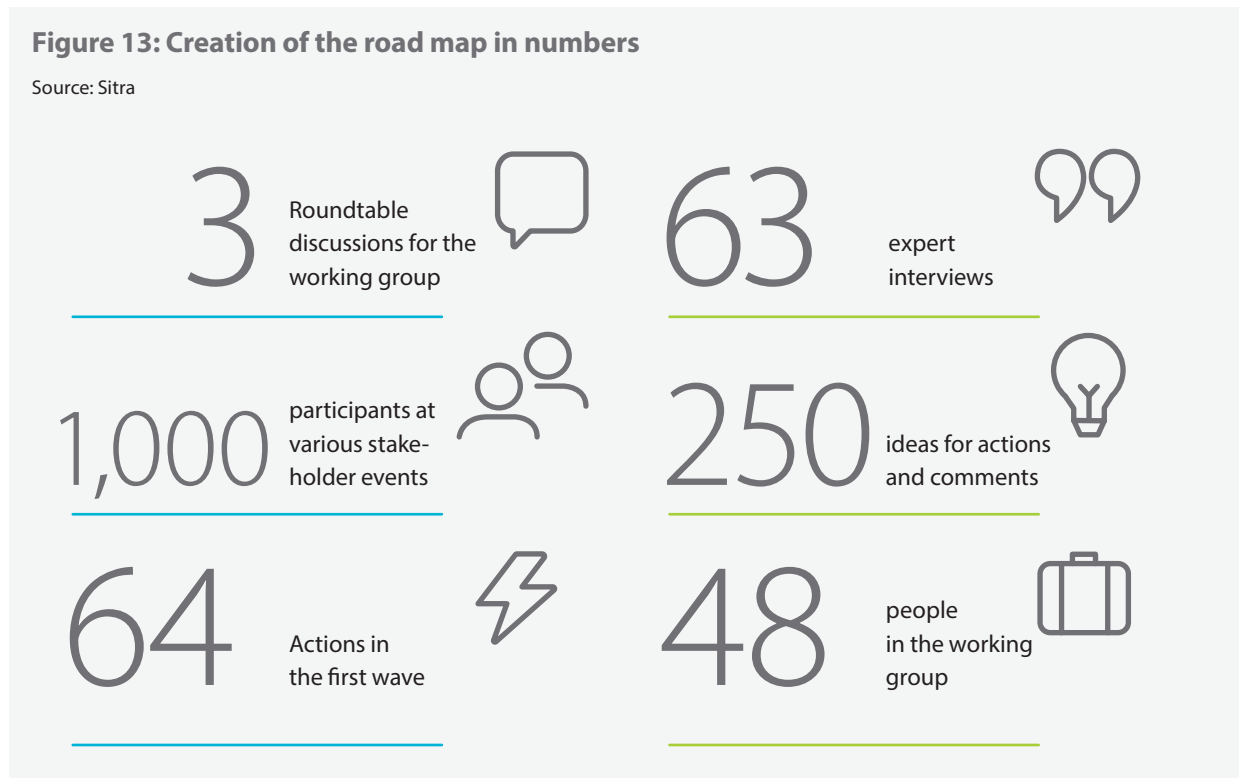 Figure 13: Creation of the road map in numbers
Source: Sitra
3
Roundtable
discussions for the
working group
63
expert
interviews
1,000
participants at
various stake-
holder events
250
ideas for actions
and comments
64
Actions in
the first wave
48
people
in the working
group